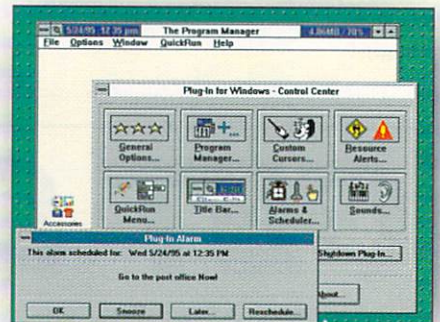 5/24/95 12:35 pm The Program Manager 4.06MB / 70%
File Options Window QuickRun Help
Plug-In for Windows - Control Center
General Options...
Program Manager...
Custom Cursors...
Resource Alerts...
QuickRun Menu...
Title Bar...
Alarms & Scheduler...
Sounds...
Accessories
Plug-In Alarm
This alarm scheduled for: Wed 5/24/95 at 12:35 PM
Shutdown Plug-In...
Go to the post office Now!
About...
OK Snooze Later... Reschedule...